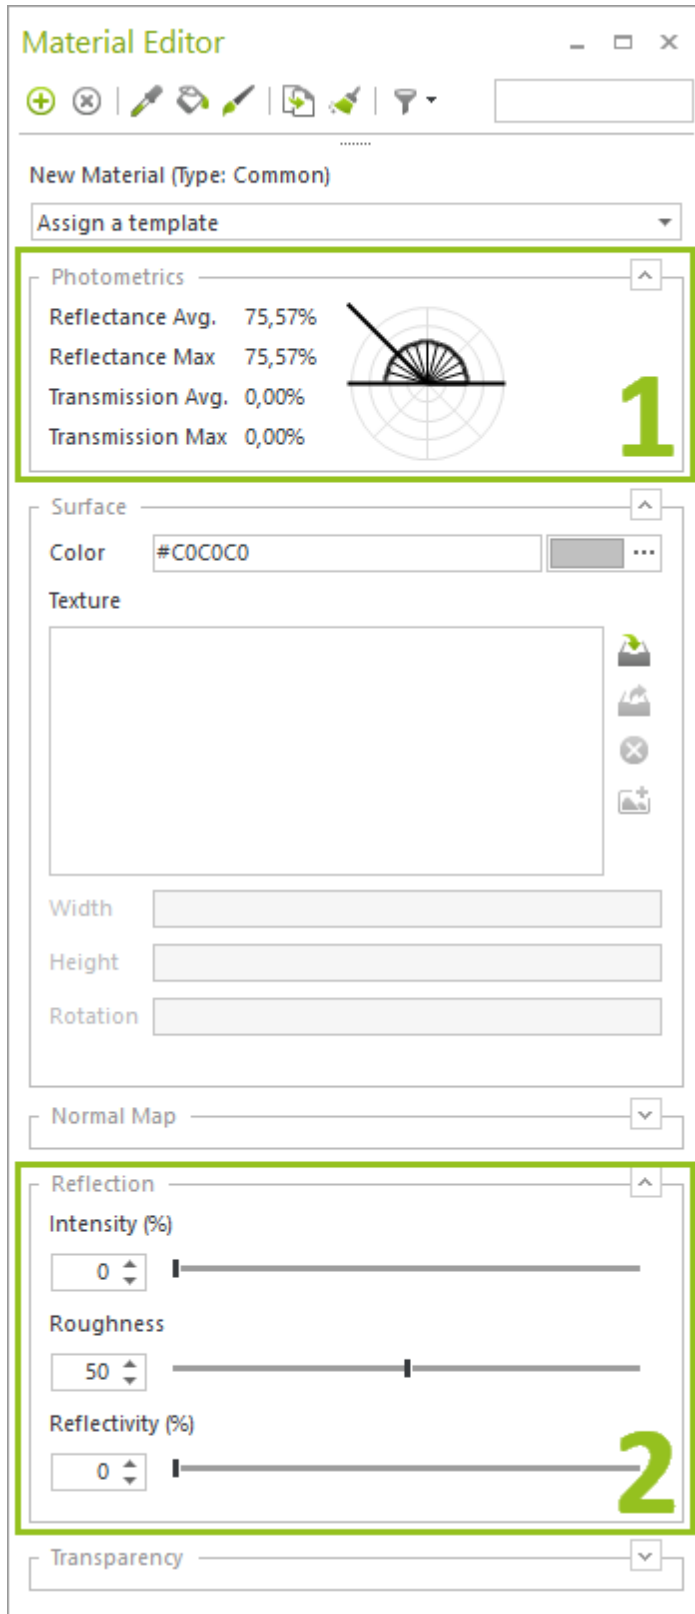 Material Editor
New Material (Type: Common)
Assign a template
Photometrics
Reflectance Avg. 75,57%
Reflectance Max 75,57%
Transmission Avg. 0,00%
Transmission Max 0,00%
1
Surface
Color #C0C0C0
Texture
Width
Height
Rotation
Normal Map
Reflection
Intensity (%)
0
Roughness
50
Reflectivity (%)
0
2
Transparency